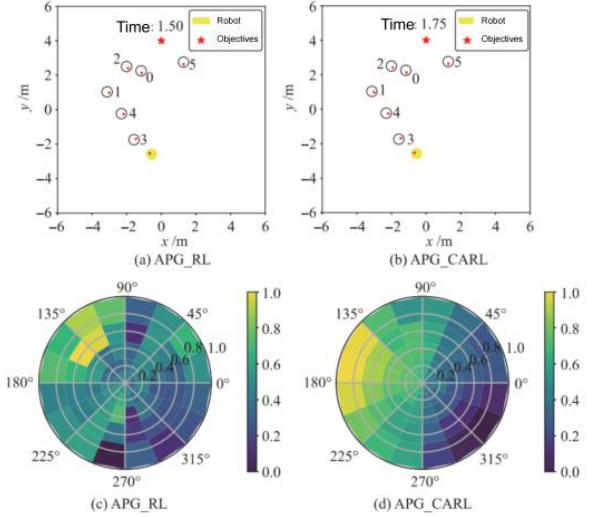 Time: 1.50
Robot
Objectives
6
4
2
0
−2
−4
−6
y/m
2
0
5
1
4
3
−6 −4 −2 0 2 4 6
x/m
(a) APG_RL
Time: 1.75
Robot
Objectives
6
4
2
0
−2
−4
−6
y/m
2
0
5
1
4
3
−6 −4 −2 0 2 4 6
x/m
(b) APG_CARL
90°
135° 45°
180° 0°
225° 315°
270°
0.2 0.4 0.6 0.8 1.0
1.0
0.8
0.6
0.4
0.2
0.0
(c) APG_RL
90°
135° 45°
180° 0°
225° 315°
270°
0.2 0.4 0.6 0.8 1.0
1.0
0.8
0.6
0.4
0.2
0.0
(d) APG_CARL